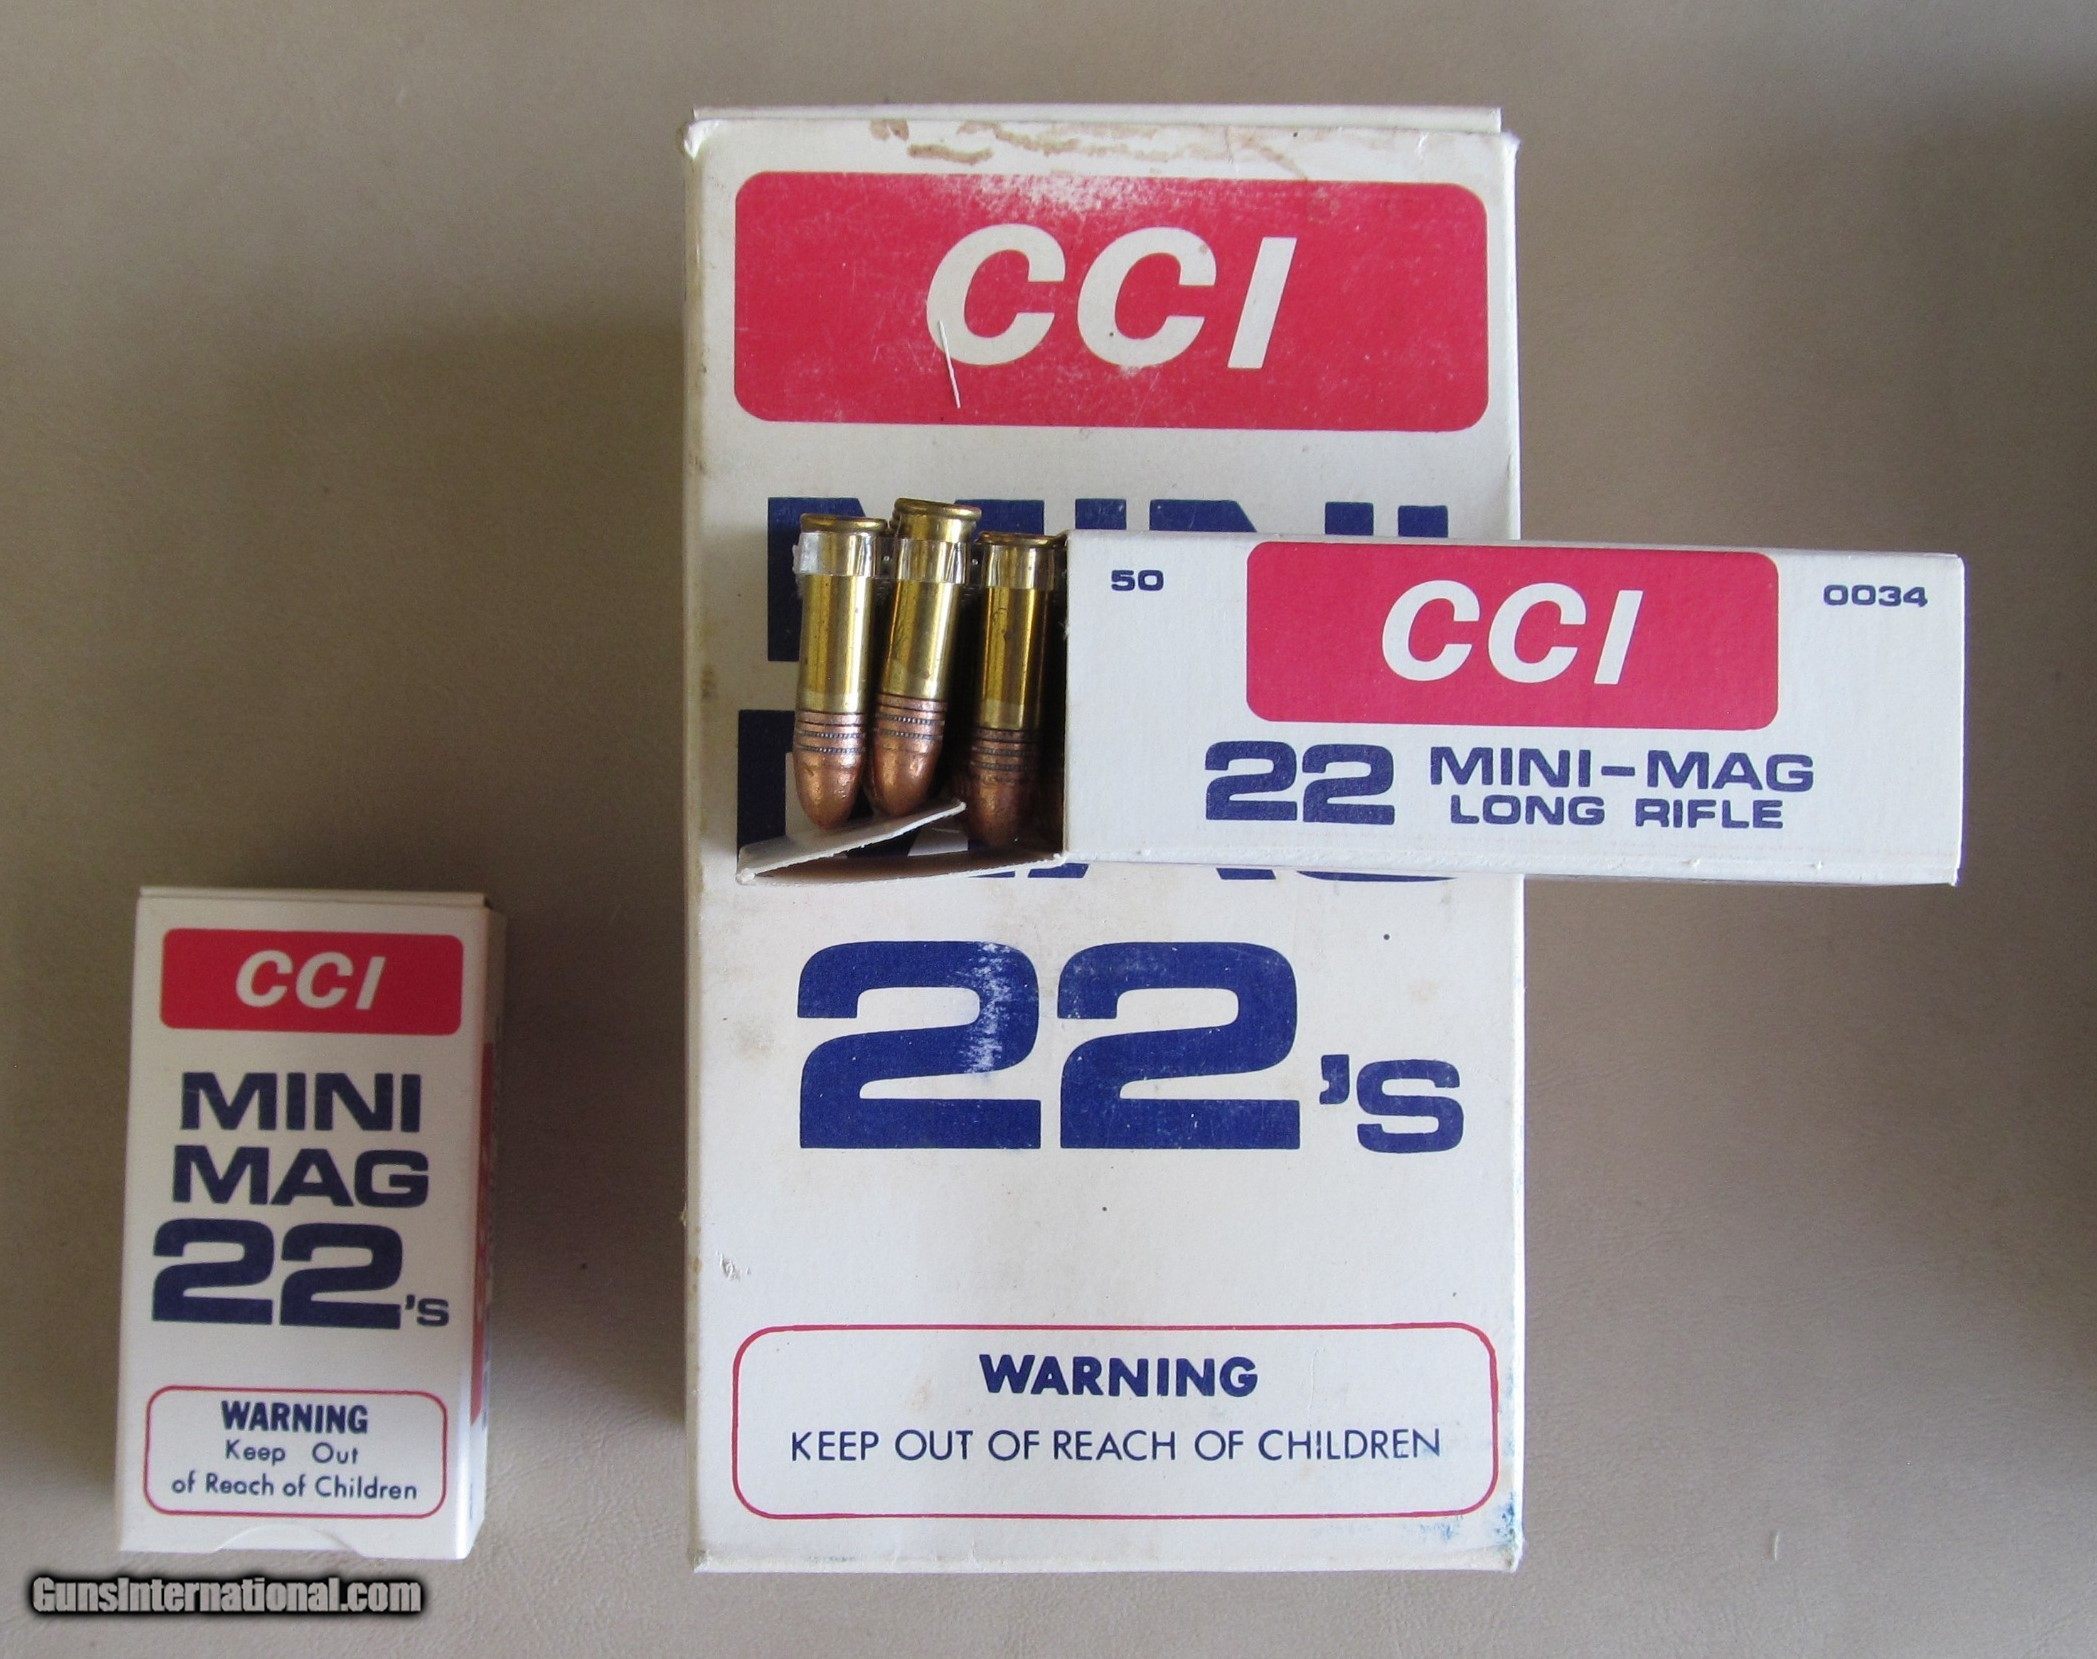 CCI
MINI
50
CCI
0034
22 MINI-MAG
LONG RIFLE
22's
WARNING
KEEP OUT OF REACH OF CHILDREN
CCI
MINI
MAG
22's
WARNING
Keep Out
of Reach of Children
GunsInternational.com